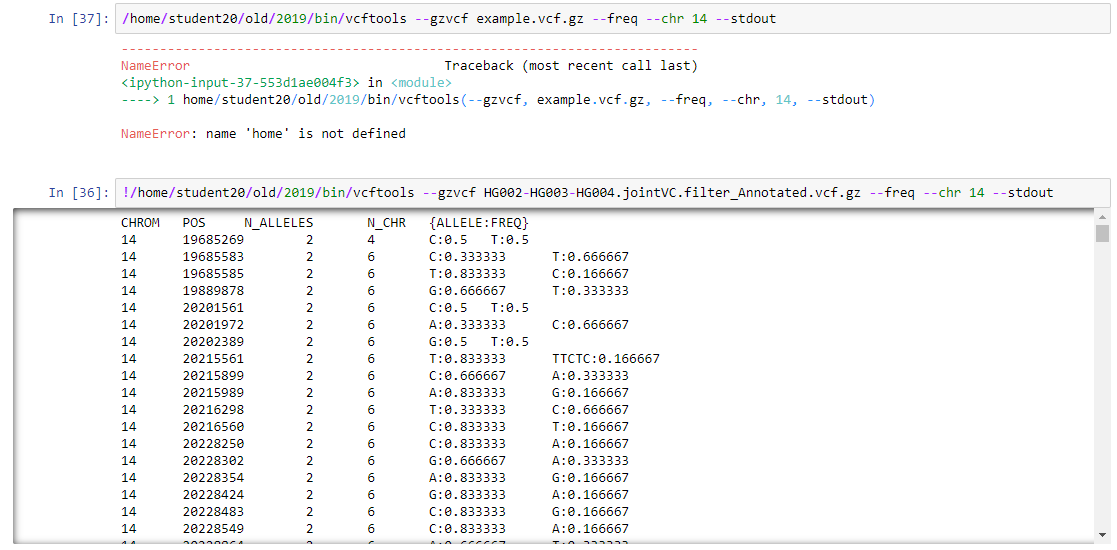 In [37]: /home/student20/old/2019/bin/vcftools --gzvcf example.vcf.gz --freq --chr 14 --stdout
---------------------------------------------------------------------------
NameError                                 Traceback (most recent call last)
<ipython-input-37-553d1ae004f3> in <module>
----> 1 home/student20/old/2019/bin/vcftools(--gzvcf, example.vcf.gz, --freq, --chr, 14, --stdout)
NameError: name 'home' is not defined
In [36]: !/home/student20/old/2019/bin/vcftools --gzvcf HG002-HG003-HG004.jointVC.filter_Annotated.vcf.gz --freq --chr 14 --stdout
CHROM   POS     N_ALLELES       N_CHR   {ALLELE:FREQ}
14      19685269        2       4       C:0.5   T:0.5
14      19685583        2       6       C:0.333333      T:0.666667
14      19685585        2       6       T:0.833333      C:0.166667
14      19889878        2       6       G:0.666667      T:0.333333
14      20201561        2       6       C:0.5   T:0.5
14      20201972        2       6       A:0.333333      C:0.666667
14      20202389        2       6       G:0.5   T:0.5
14      20215561        2       6       T:0.833333      TTCTC:0.166667
14      20215899        2       6       C:0.666667      A:0.333333
14      20215989        2       6       A:0.833333      G:0.166667
14      20216298        2       6       T:0.333333      C:0.666667
14      20216560        2       6       C:0.833333      T:0.166667
14      20228250        2       6       C:0.833333      A:0.166667
14      20228302        2       6       G:0.666667      A:0.333333
14      20228354        2       6       A:0.833333      G:0.166667
14      20228424        2       6       G:0.833333      A:0.166667
14      20228483        2       6       C:0.833333      G:0.166667
14      20228549        2       6       C:0.833333      A:0.166667